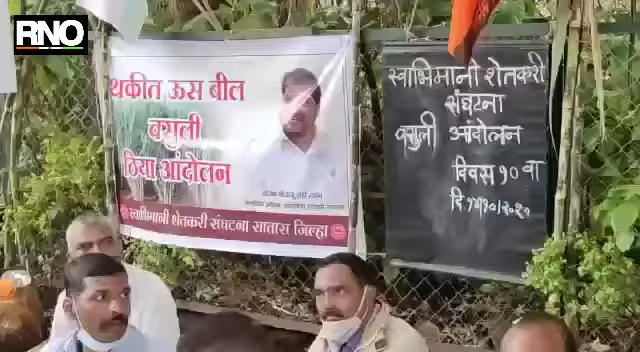 RNO
थकीत ऊस बील
वसुली
ठिय्या आंदोलन
स्वाभिमानी शेतकरी संघटना सातारा जिल्हा
स्वाभिमानी शेतकरी
संघटना
वसुली आंदोलन
दिवस १० वा